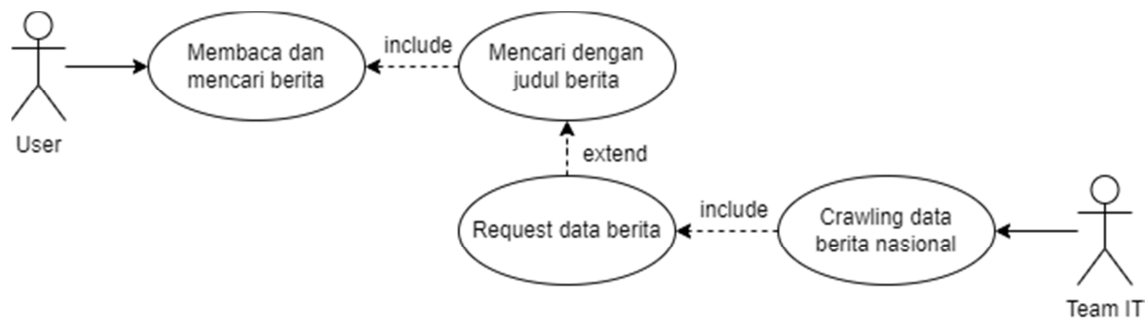 Membaca dan
mencari berita
include
Mencari dengan
judul berita
User
extend
Request data berita
include
Crawling data
berita nasional
Team IT